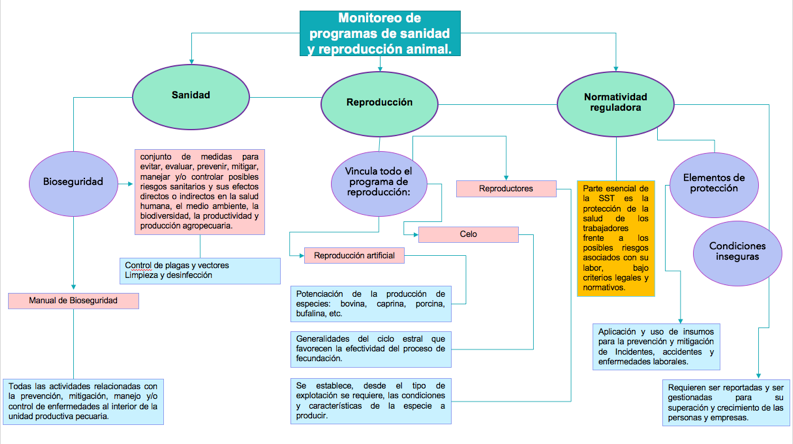 Monitoreo de
programas de sanidad
y reproducción animal.
Sanidad
Reproducción
Normatividad
reguladora
Bioseguridad
conjunto de medidas para
evitar, evaluar, prevenir, mitigar,
manejar y/o controlar posibles
riesgos sanitarios y sus efectos
directos o indirectos en la salud
humana, el medio ambiente, la
biodiversidad, la productividad y
producción agropecuaria.
Control de plagas y vectores
Limpieza y desinfección
Manual de Bioseguridad
Todas las actividades relacionadas con
la prevención, mitigación, manejo y/o
control de enfermedades al interior de la
unidad productiva pecuaria.
Vincula todo el
programa de
reproducción:
Reproductores
Celo
Reproducción artificial
Potenciación de la producción de
especies: bovina, caprina, porcina,
bufalina, etc.
Generalidades del ciclo estral que
favorecen la efectividad del proceso de
fecundación.
Se establece, desde el tipo de
explotación se requiere, las condiciones
y características de la especie a
producir.
Parte esencial de
la SST es la
protección de la
salud de los
trabajadores
frente a los
posibles riesgos
asociados con su
labor, bajo
criterios legales y
normativos.
Elementos de
protección
Condiciones
inseguras
Aplicación y uso de insumos
para la prevención y mitigación
de Incidentes, accidentes y
enfermedades laborales.
Requieren ser reportadas y ser
gestionadas para su
superación y crecimiento de las
personas y empresas.